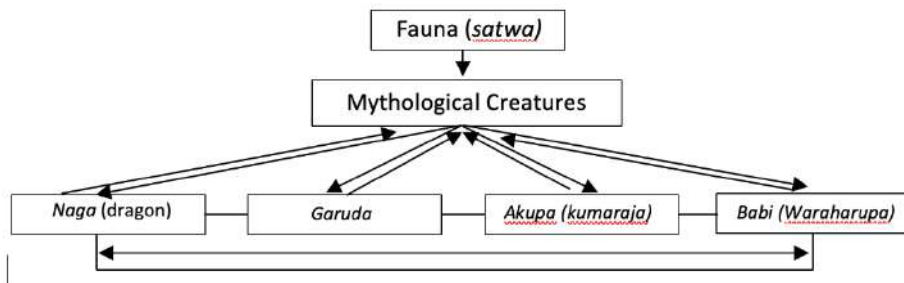 Fauna (satwa)
Mythological Creatures
Naga (dragon)
Garuda
Akupa (kumaraja)
Babi (Waraharupa)